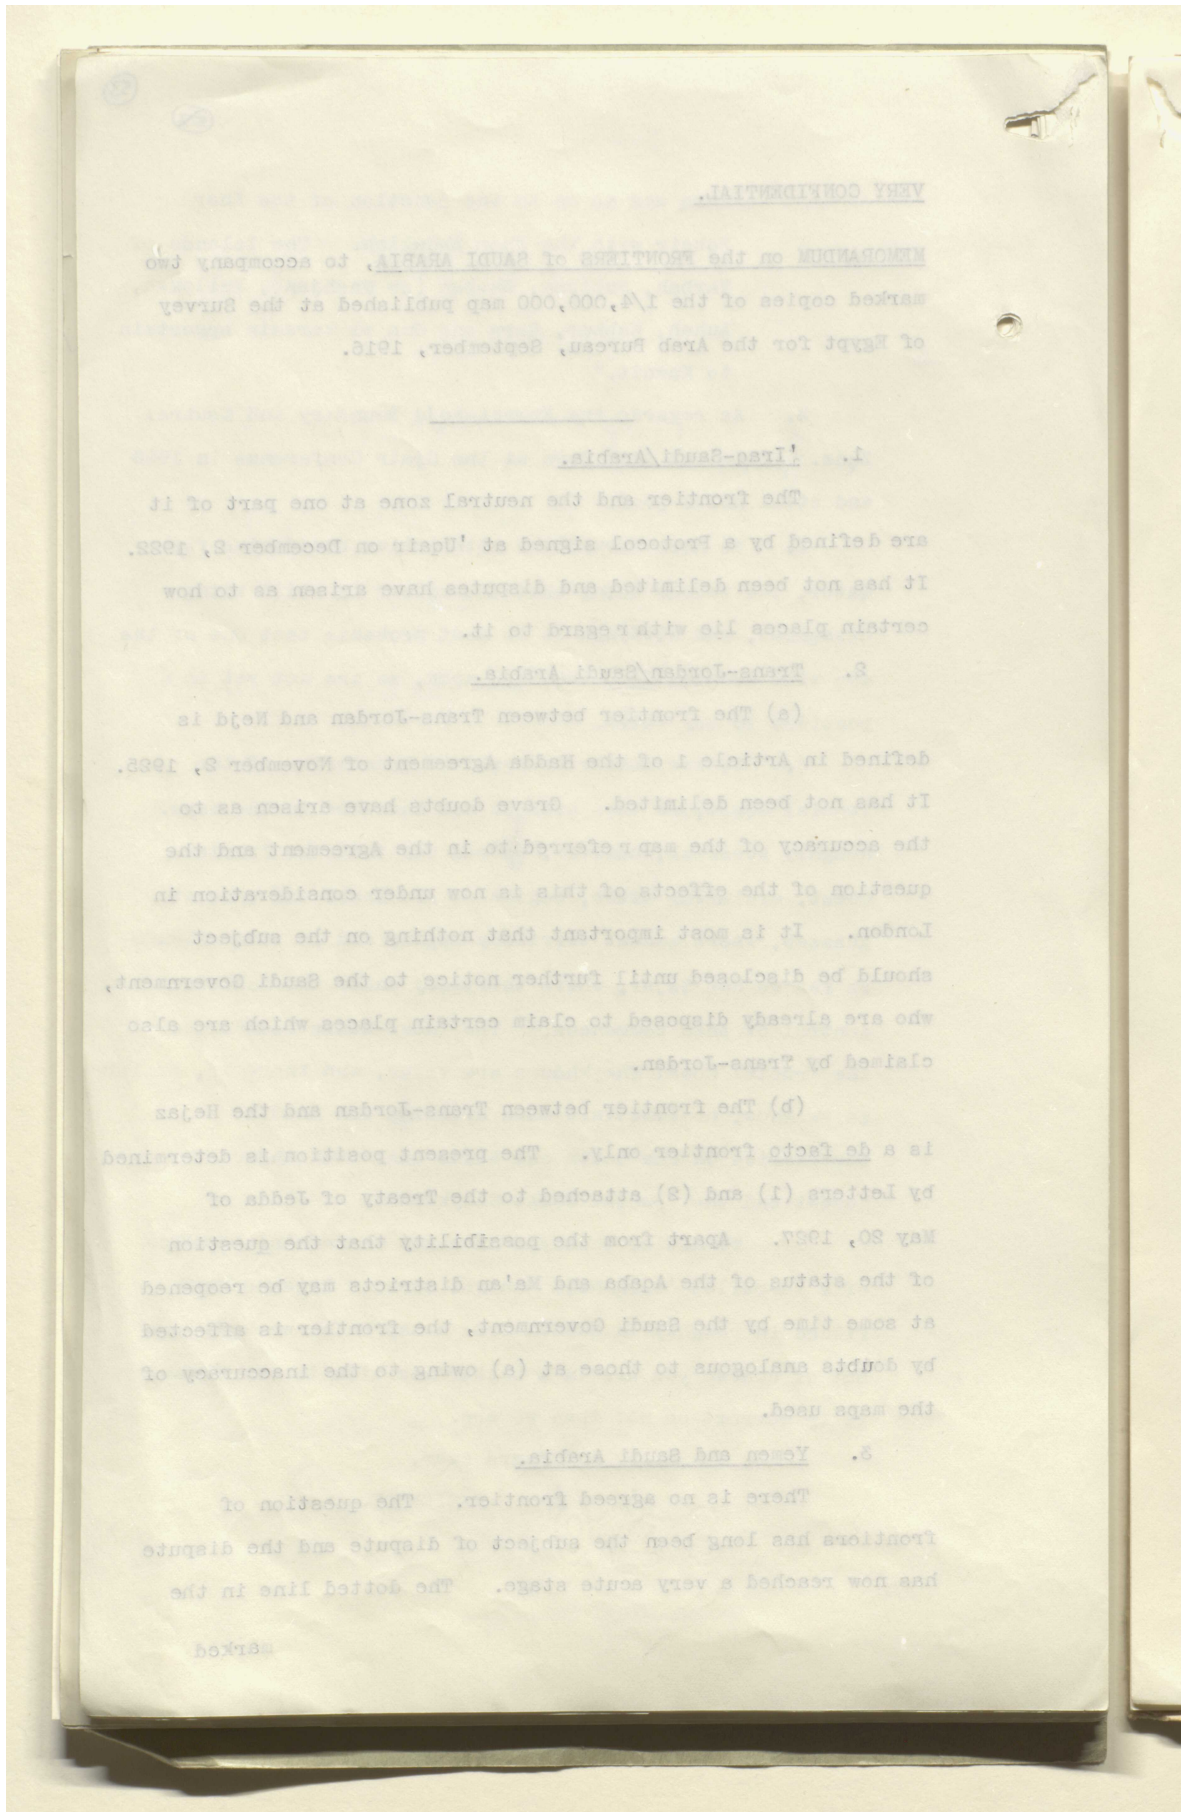 VERY CONFIDENTIAL.
MEMORANDUM on the FRONTIERS of SAUDI ARABIA, to accompany two
marked copies of the 1/4,000,000 map published at the Survey
of Egypt for the Arab Bureau, September, 1916.
1. 'Iraq-Saudi/Arabia.
The frontier and the neutral zone at one part of it
are defined by a Protocol signed at 'Uqair on December 2, 1922.
It has not been delimited and disputes have arisen as to how
certain places lie with regard to it.
2. Trans-Jordan/Saudi Arabia.
(a) The frontier between Trans-Jordan and Nejd is
defined in Article 1 of the Hadda Agreement of November 2, 1925.
It has not been delimited. Grave doubts have arisen as to
the accuracy of the map referred to in the Agreement and the
question of the effects of this is now under consideration in
London. It is most important that nothing on the subject
should be disclosed until further notice to the Saudi Government,
who are already disposed to claim certain places which are also
claimed by Trans-Jordan.
(b) The frontier between Trans-Jordan and the Hejaz
is a de facto frontier only. The present position is determined
by Letters (1) and (2) attached to the Treaty of Jedda of
May 20, 1927. Apart from the possibility that the question
of the status of the Aqaba and Ma'an districts may be reopened
at some time by the Saudi Government, the frontier is affected
by doubts analogous to those at (a) owing to the inaccuracy of
the maps used.
3. Yemen and Saudi Arabia.
There is no agreed frontier. The question of
frontiers has long been the subject of dispute and the dispute
has now reached a very acute stage. The dotted line in the
marked